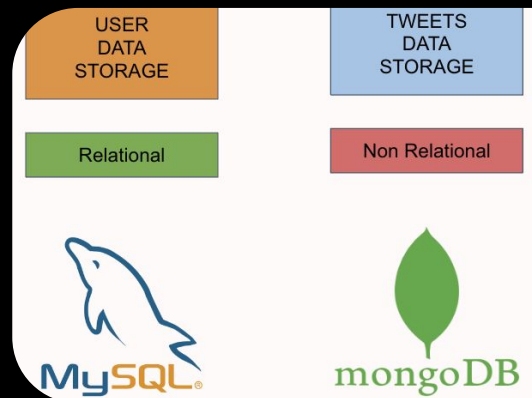 USER
DATA
STORAGE
TWEETS
DATA
STORAGE
Relational
Non Relational
MySQL®
mongoDB